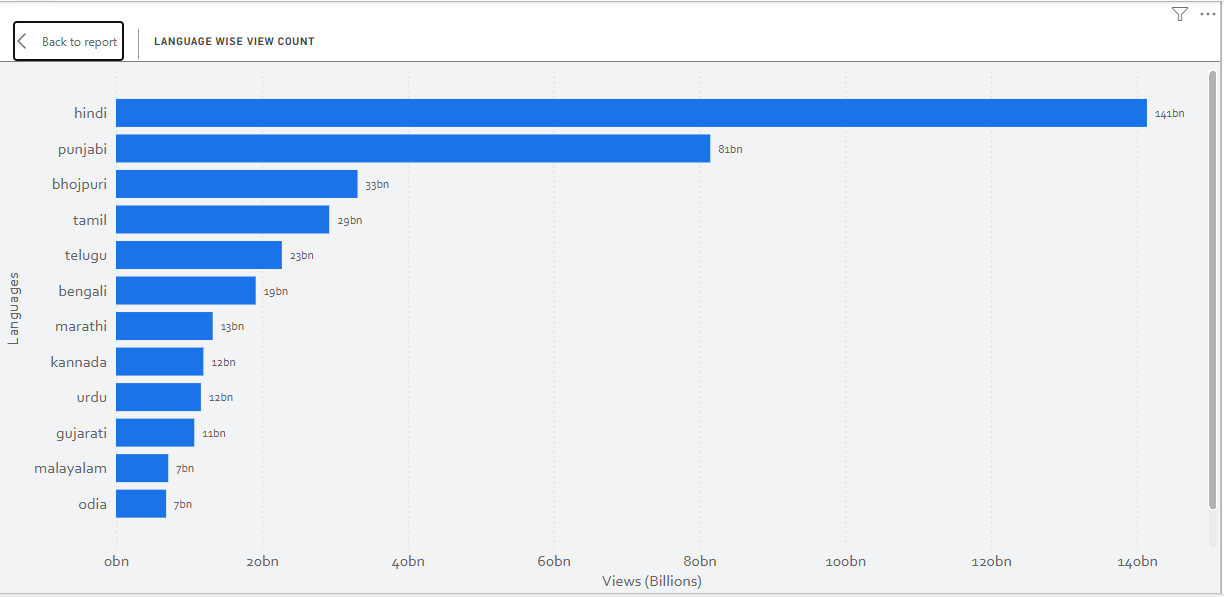 Back to report
LANGUAGE WISE VIEW COUNT
Languages
hindi 141bn
punjabi 81bn
bhojpuri 33bn
tamil 29bn
telugu 23bn
bengali 19bn
marathi 13bn
kannada 12bn
urdu 12bn
gujarati 11bn
malayalam 7bn
odia 7bn
0bn 20bn 40bn 60bn 80bn 100bn 120bn 140bn
Views (Billions)